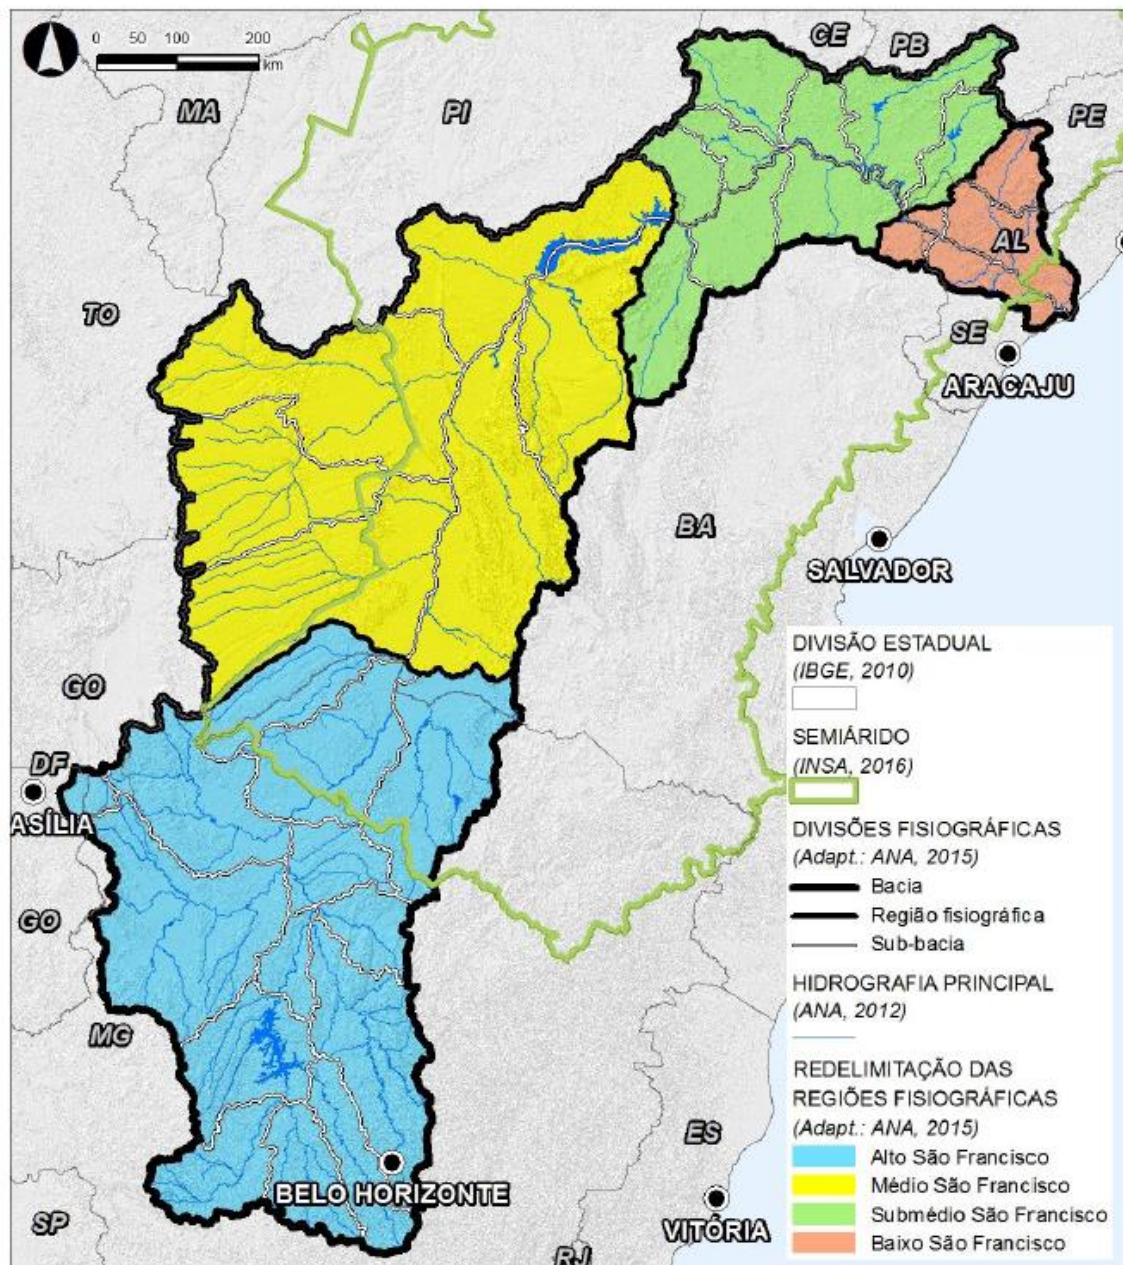 0 50 100 200
km
CE
PB
MA
PI
PE
TO
AL
SE
ARACAJU
BA
SALVADOR
GO
DF
ASÍLIA
GO
MG
BELO HORIZONTE
SP
ES
VITÓRIA
RJ
DIVISÃO ESTADUAL
(IBGE, 2010)
SEMIÁRIDO
(INSA, 2016)
DIVISÕES FISIOGRÁFICAS
(Adapt.: ANA, 2015)
Bacia
Região fisiográfica
Sub-bacia
HIDROGRAFIA PRINCIPAL
(ANA, 2012)
REDELIMITAÇÃO DAS
REGIÕES FISIOGRÁFICAS
(Adapt.: ANA, 2015)
Alto São Francisco
Médio São Francisco
Submédio São Francisco
Baixo São Francisco